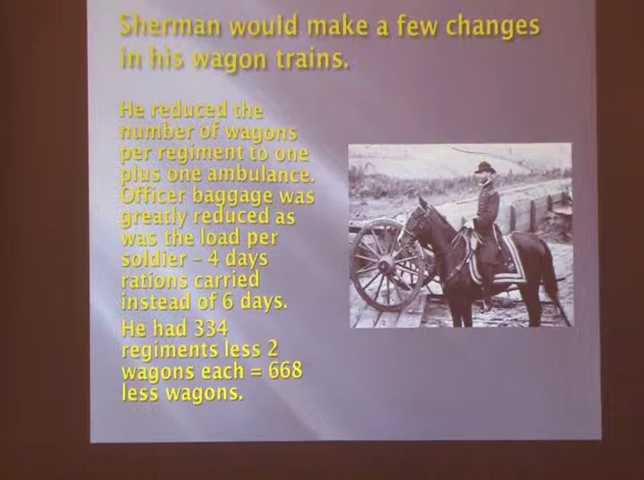 Sherman would make a few changes
in his wagon trains.
He reduced the
number of wagons
per regiment to one
plus one ambulance.
Officer baggage was
greatly reduced as
was the load per
soldier – 4 days
rations carried
instead of 6 days.
He had 334
regiments less 2
wagons each = 668
less wagons.